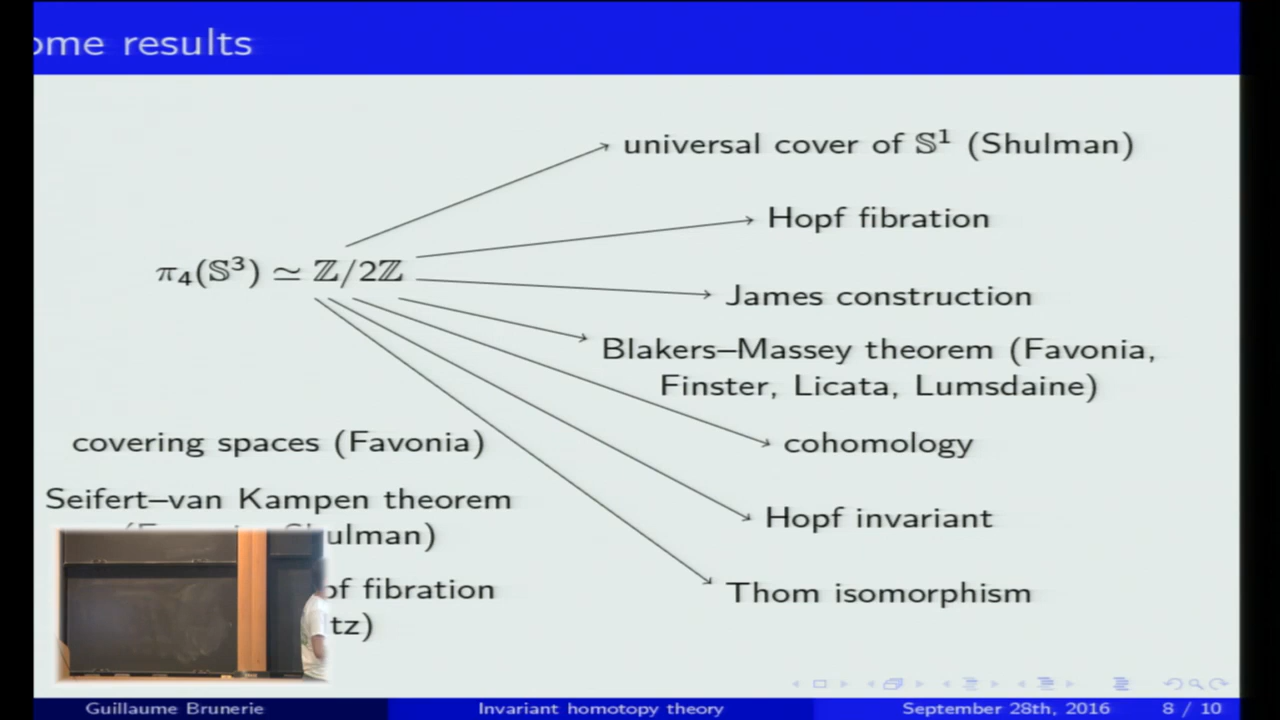 ome results
universal cover of 𝕊¹ (Shulman)
Hopf fibration
π₄(𝕊³) ≃ ℤ/2ℤ
James construction
Blakers–Massey theorem (Favonia,
Finster, Licata, Lumsdaine)
covering spaces (Favonia)
cohomology
Seifert–van Kampen theorem
ulman)
Hopf invariant
of fibration
Thom isomorphism
tz)
Guillaume Brunerie Invariant homotopy theory September 28th, 2016 8 / 10